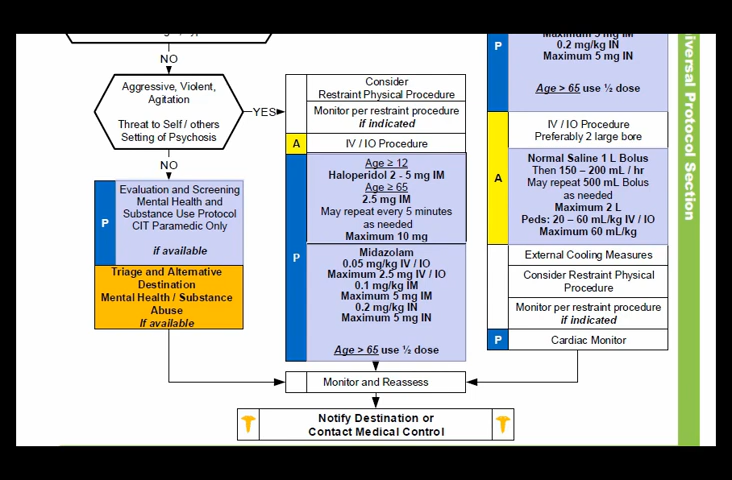 NO
Aggressive, Violent,
Agitation
Threat to Self / others
Setting of Psychosis
YES
NO
P
Evaluation and Screening
Mental Health and
Substance Use Protocol
CIT Paramedic Only
if available
Triage and Alternative
Destination
Mental Health / Substance
Abuse
If available
Consider
Restraint Physical Procedure
Monitor per restraint procedure
if indicated
A
IV / IO Procedure
P
Age ≥ 12
Haloperidol 2 - 5 mg IM
Age ≥ 65
2.5 mg IM
May repeat every 5 minutes
as needed
Maximum 10 mg
Midazolam
0.05 mg/kg IV / IO
Maximum 2.5 mg IV / IO
0.1 mg/kg IM
Maximum 5 mg IM
0.2 mg/kg IN
Maximum 5 mg IN
Age > 65 use ½ dose
P
Maximum 5 mg IM
0.2 mg/kg IN
Maximum 5 mg IN
Age > 65 use ½ dose
A
IV / IO Procedure
Preferably 2 large bore
Normal Saline 1 L Bolus
Then 150 – 200 mL / hr
May repeat 500 mL Bolus
as needed
Maximum 2 L
Peds: 20 – 60 mL/kg IV / IO
Maximum 60 mL/kg
External Cooling Measures
Consider Restraint Physical
Procedure
Monitor per restraint procedure
if indicated
P
Cardiac Monitor
Monitor and Reassess
Notify Destination or
Contact Medical Control
iversal Protocol Section